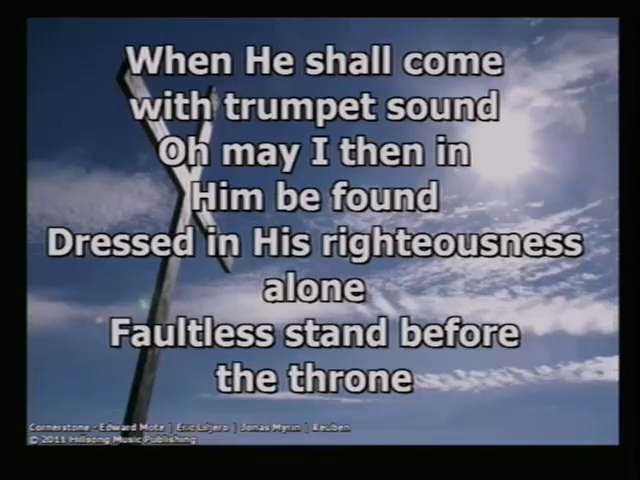 When He shall come
with trumpet sound
Oh may I then in
Him be found
Dressed in His righteousness
alone
Faultless stand before
the throne
Cornerstone - Edward Mote | Eric Liljero | Jonas Myrin | Reuben
© 2011 Hillsong Music Publishing